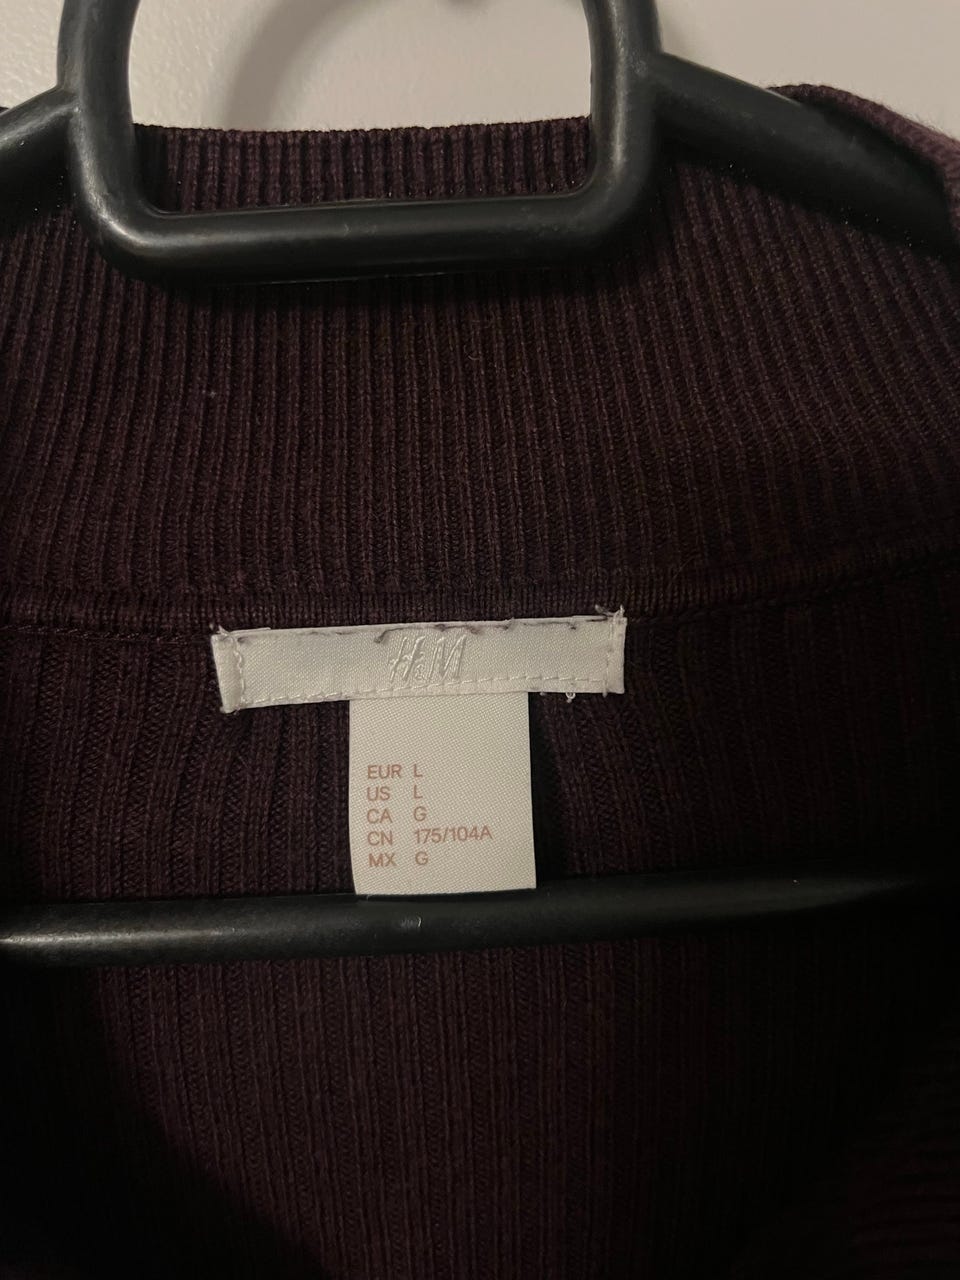 H&M
EUR L
US L
CA G
CN 175/104A
MX G